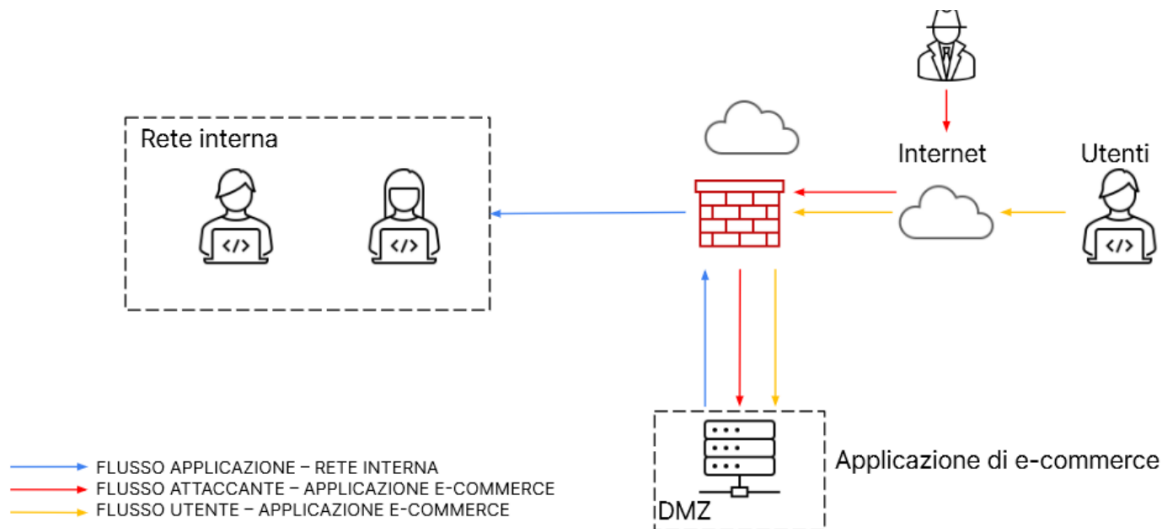 Rete interna
Internet
Utenti
Applicazione di e-commerce
DMZ
FLUSSO APPLICAZIONE – RETE INTERNA
FLUSSO ATTACCANTE – APPLICAZIONE E-COMMERCE
FLUSSO UTENTE – APPLICAZIONE E-COMMERCE